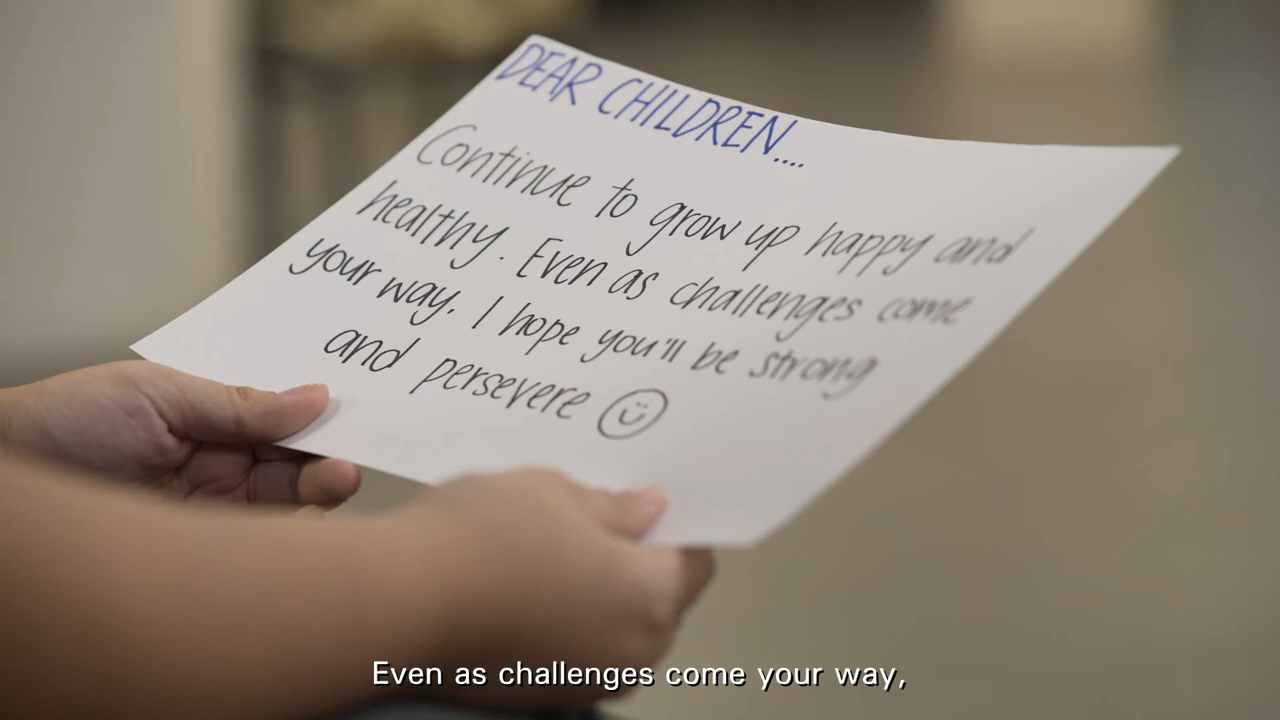 DEAR CHILDREN....
Continue to grow up happy and
healthy. Even as challenges come
your way, I hope you'll be strong
and persevere
Even as challenges come your way,